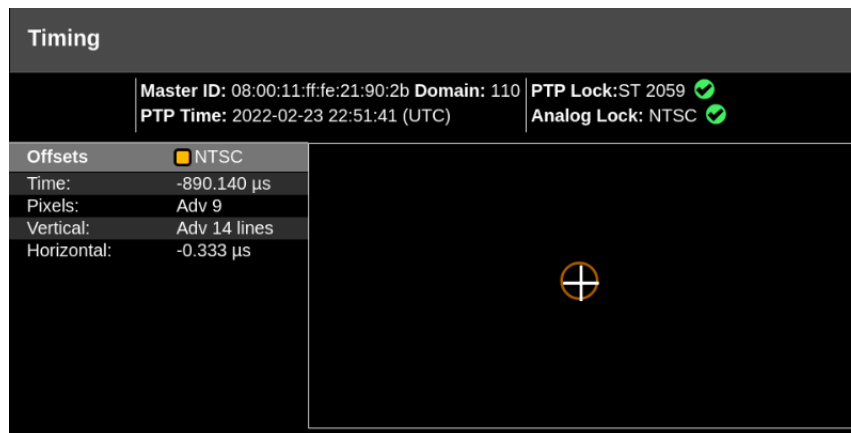 Timing
Master ID: 08:00:11:ff:fe:21:90:2b Domain: 110
PTP Time: 2022-02-23 22:51:41 (UTC)
PTP Lock:ST 2059
Analog Lock: NTSC
Offsets NTSC
Time: -890.140 µs
Pixels: Adv 9
Vertical: Adv 14 lines
Horizontal: -0.333 µs